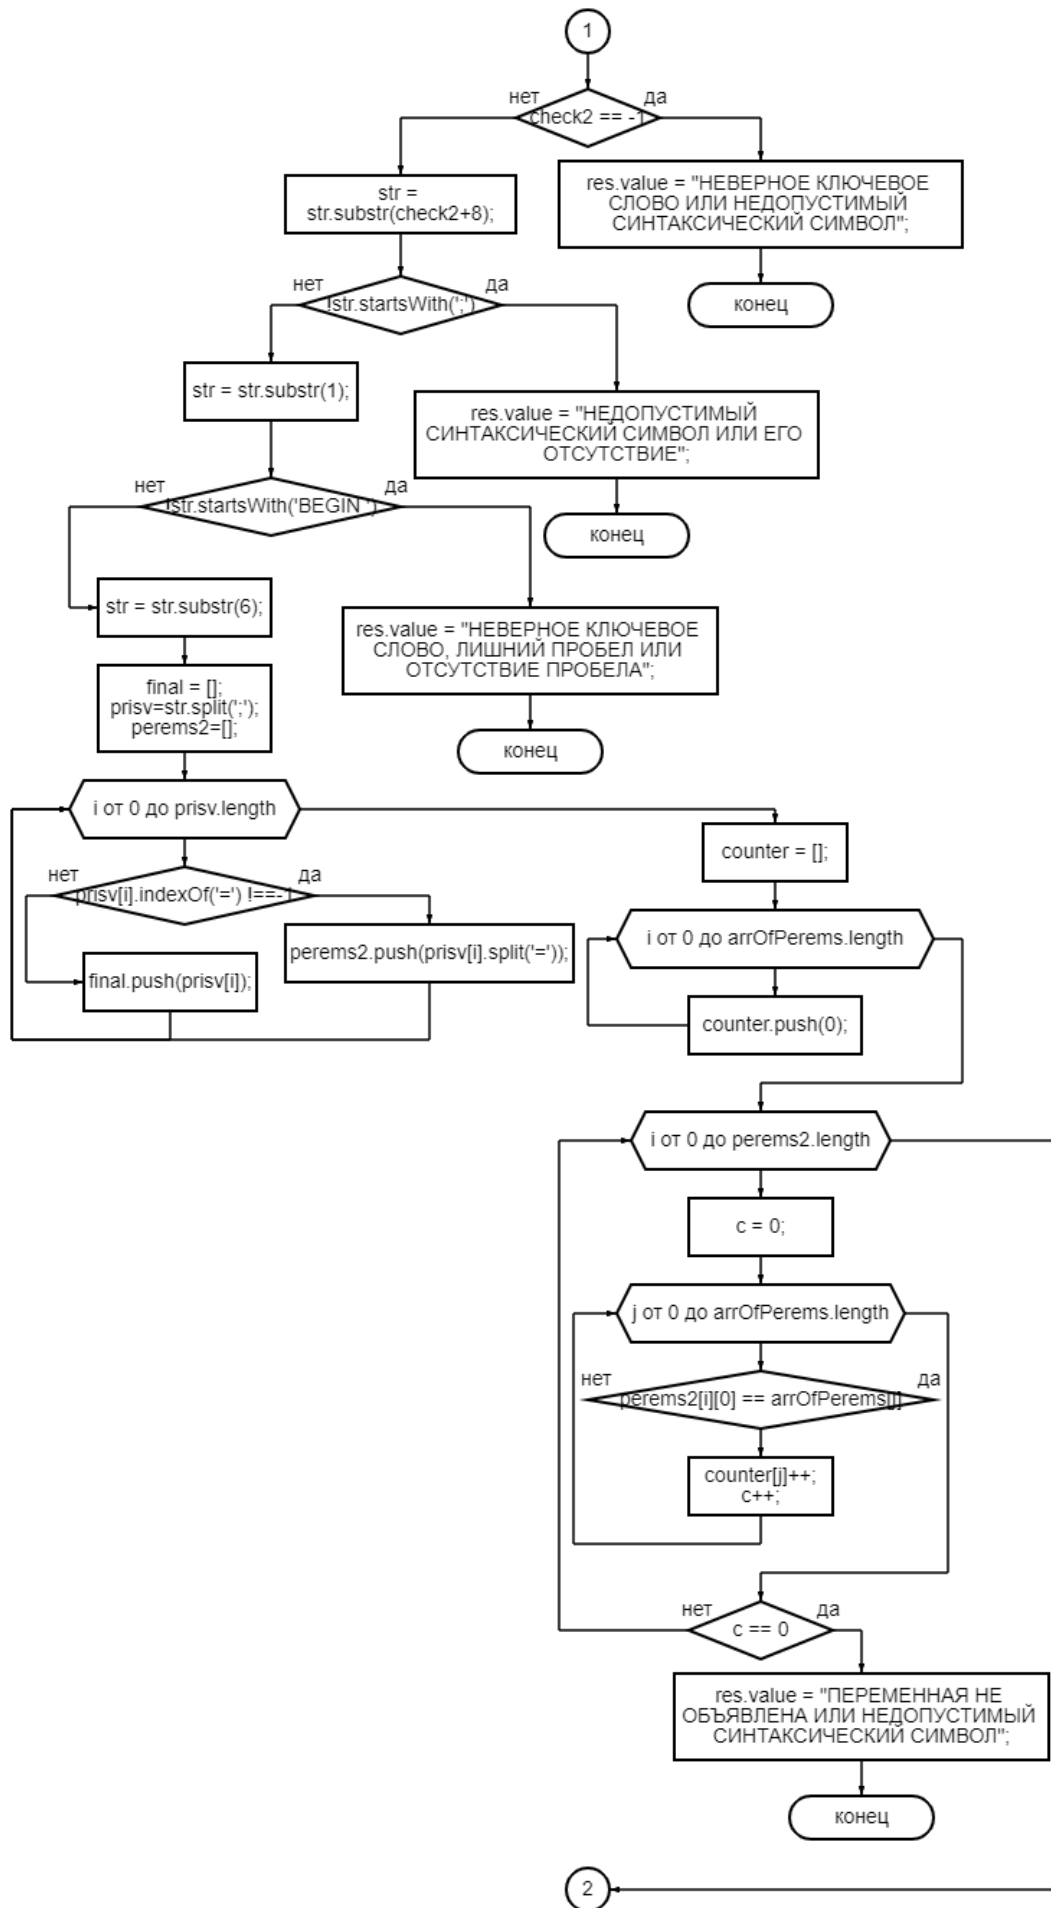 1
нет
да
check2 == -1
str =
str.substr(check2+8);
res.value = "НЕВЕРНОЕ КЛЮЧЕВОЕ
СЛОВО ИЛИ НЕДОПУСТИМЫЙ
СИНТАКСИЧЕСКИЙ СИМВОЛ";
конец
нет
да
!str.startsWith(';')
str = str.substr(1);
res.value = "НЕДОПУСТИМЫЙ
СИНТАКСИЧЕСКИЙ СИМВОЛ ИЛИ ЕГО
ОТСУТСТВИЕ";
конец
нет
да
!str.startsWith('BEGIN ')
str = str.substr(6);
res.value = "НЕВЕРНОЕ КЛЮЧЕВОЕ
СЛОВО, ЛИШНИЙ ПРОБЕЛ ИЛИ
ОТСУТСТВИЕ ПРОБЕЛА";
конец
final = [];
prisv=str.split(';');
perems2=[];
i от 0 до prisv.length
нет
да
prisv[i].indexOf('=') !==-1
final.push(prisv[i]);
perems2.push(prisv[i].split('='));
counter = [];
i от 0 до arrOfPerems.length
counter.push(0);
i от 0 до perems2.length
c = 0;
j от 0 до arrOfPerems.length
нет
да
perems2[i][0] == arrOfPerems[j]
counter[j]++;
c++;
нет
да
c == 0
res.value = "ПЕРЕМЕННАЯ НЕ
ОБЪЯВЛЕНА ИЛИ НЕДОПУСТИМЫЙ
СИНТАКСИЧЕСКИЙ СИМВОЛ";
конец
2